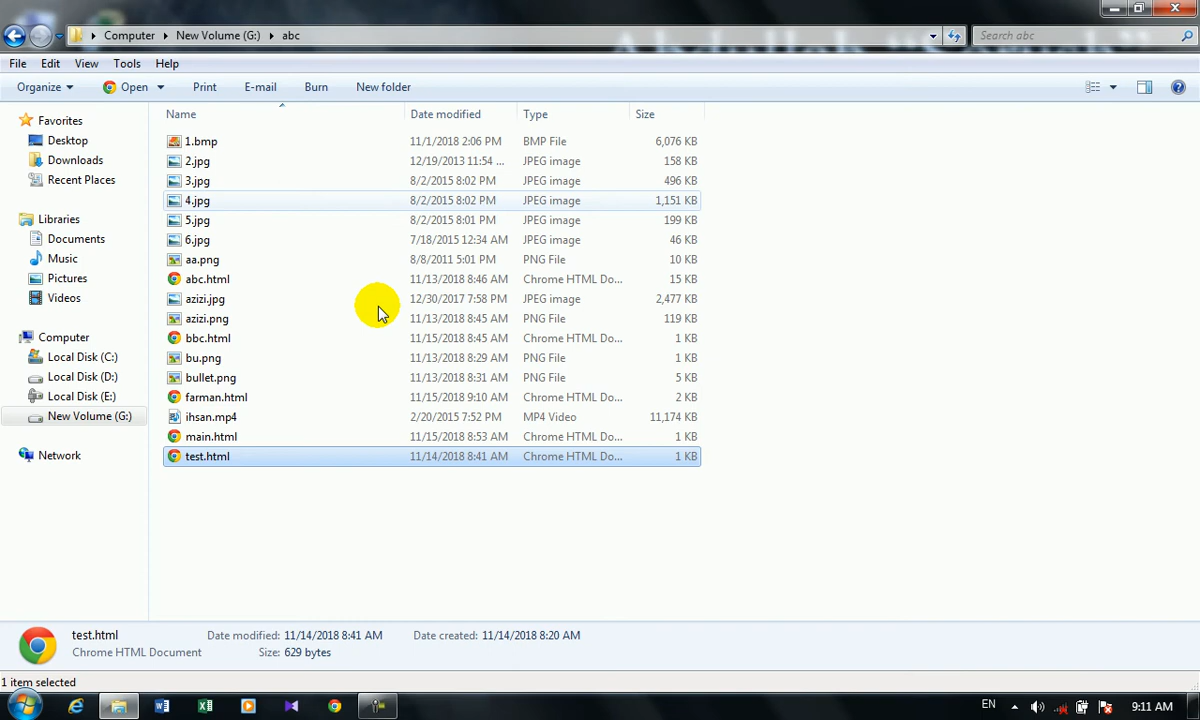 Computer New Volume (G:) abc Search abc
File Edit View Tools Help
Organize Open Print E-mail Burn New folder
Name Date modified Type Size
Favorites
Desktop
Downloads
Recent Places
Libraries
Documents
Music
Pictures
Videos
Computer
Local Disk (C:)
Local Disk (D:)
Local Disk (E:)
New Volume (G:)
Network
1.bmp 11/1/2018 2:06 PM BMP File 6,076 KB
2.jpg 12/19/2013 11:54 ... JPEG image 158 KB
3.jpg 8/2/2015 8:02 PM JPEG image 496 KB
4.jpg 8/2/2015 8:02 PM JPEG image 1,151 KB
5.jpg 8/2/2015 8:01 PM JPEG image 199 KB
6.jpg 7/18/2015 12:34 AM JPEG image 46 KB
aa.png 8/8/2011 5:01 PM PNG File 10 KB
abc.html 11/13/2018 8:46 AM Chrome HTML Do... 15 KB
azizi.jpg 12/30/2017 7:58 PM JPEG image 2,477 KB
azizi.png 11/13/2018 8:45 AM PNG File 119 KB
bbc.html 11/15/2018 8:45 AM Chrome HTML Do... 1 KB
bu.png 11/13/2018 8:29 AM PNG File 1 KB
bullet.png 11/13/2018 8:31 AM PNG File 5 KB
farman.html 11/15/2018 9:10 AM Chrome HTML Do... 2 KB
ihsan.mp4 2/20/2015 7:52 PM MP4 Video 11,174 KB
main.html 11/15/2018 8:53 AM Chrome HTML Do... 1 KB
test.html 11/14/2018 8:41 AM Chrome HTML Do... 1 KB
test.html Date modified: 11/14/2018 8:41 AM Date created: 11/14/2018 8:20 AM
Chrome HTML Document Size: 629 bytes
1 item selected
EN 9:11 AM